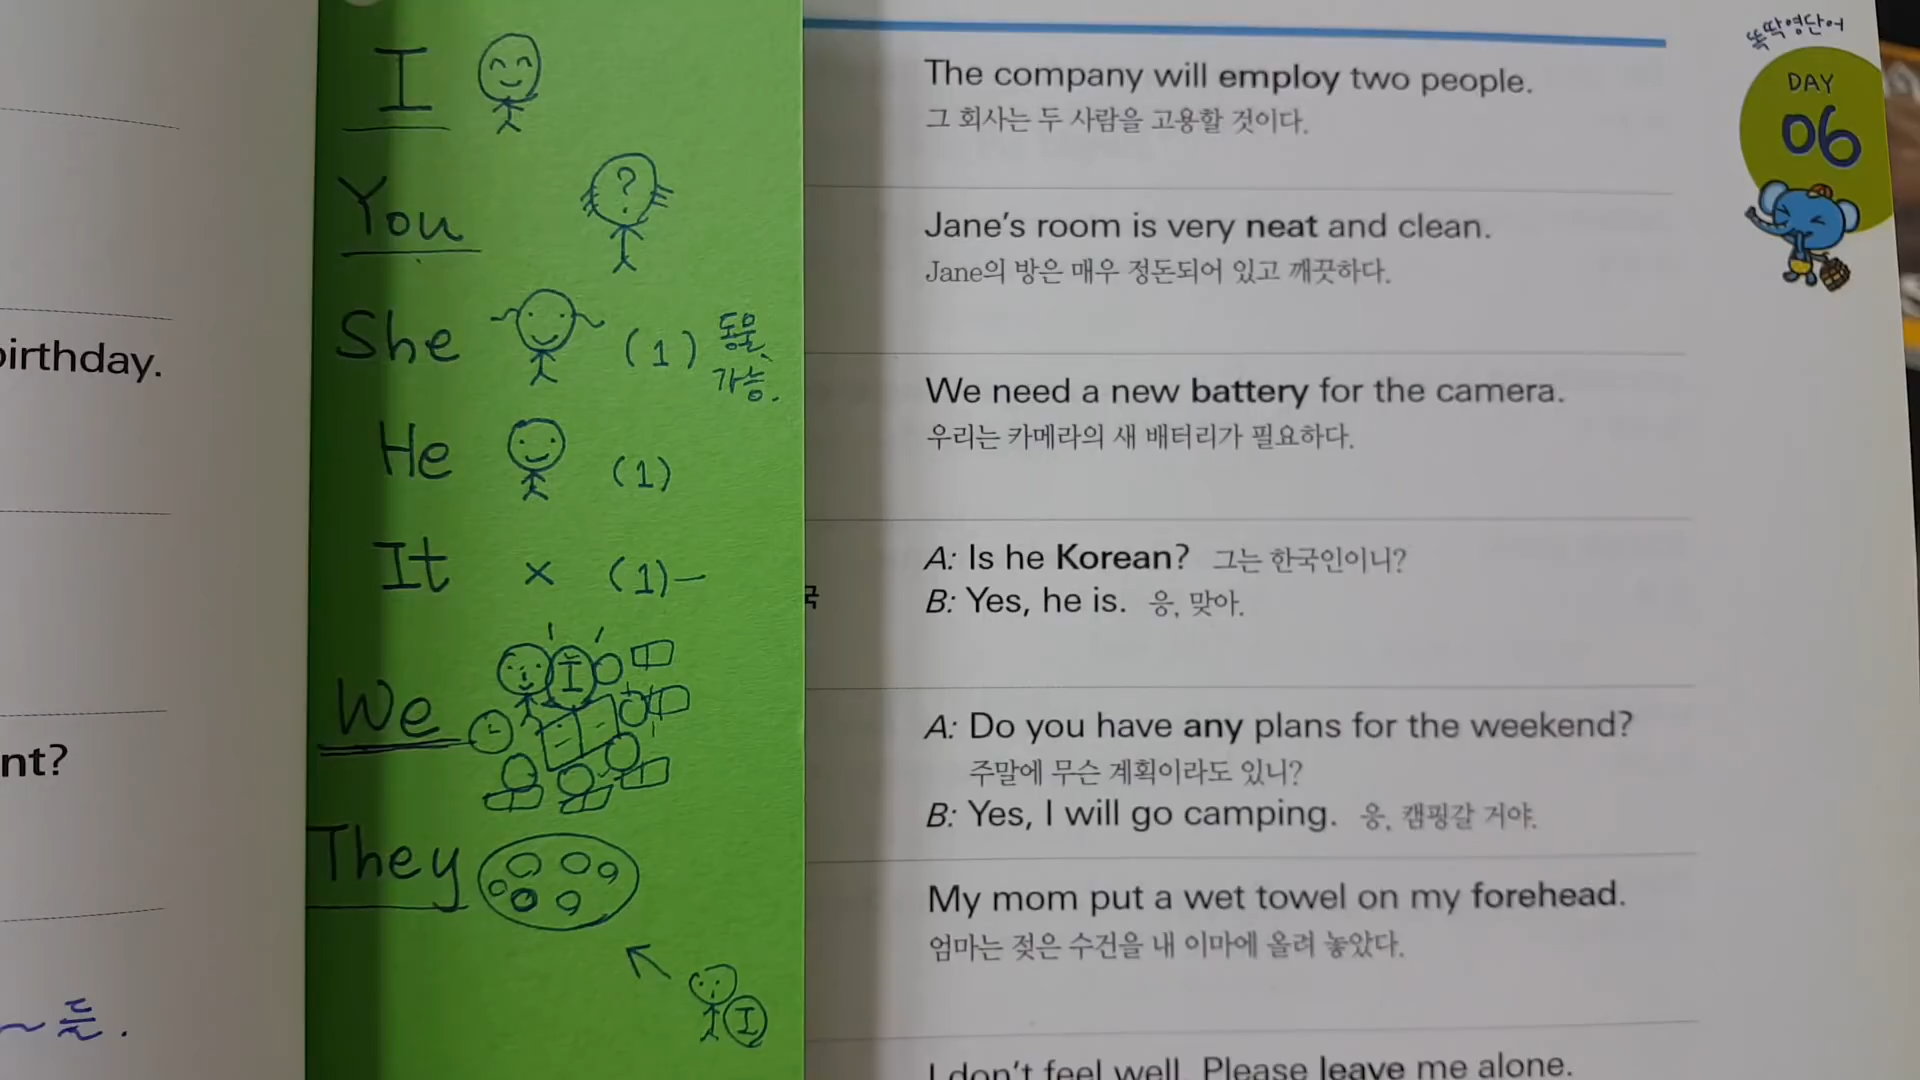 birthday.
nt?
~들.
I
You
She (1) 동물, 가능.
He (1)
It × (1)—
We
I
They
I
The company will employ two people.
그 회사는 두 사람을 고용할 것이다.
Jane's room is very neat and clean.
Jane의 방은 매우 정돈되어 있고 깨끗하다.
We need a new battery for the camera.
우리는 카메라의 새 배터리가 필요하다.
국
A: Is he Korean? 그는 한국인이니?
B: Yes, he is. 응, 맞아.
A: Do you have any plans for the weekend?
주말에 무슨 계획이라도 있니?
B: Yes, I will go camping. 응, 캠핑갈 거야.
My mom put a wet towel on my forehead.
엄마는 젖은 수건을 내 이마에 올려 놓았다.
I don't feel well. Please leave me alone.
똑딱영단어
DAY
06